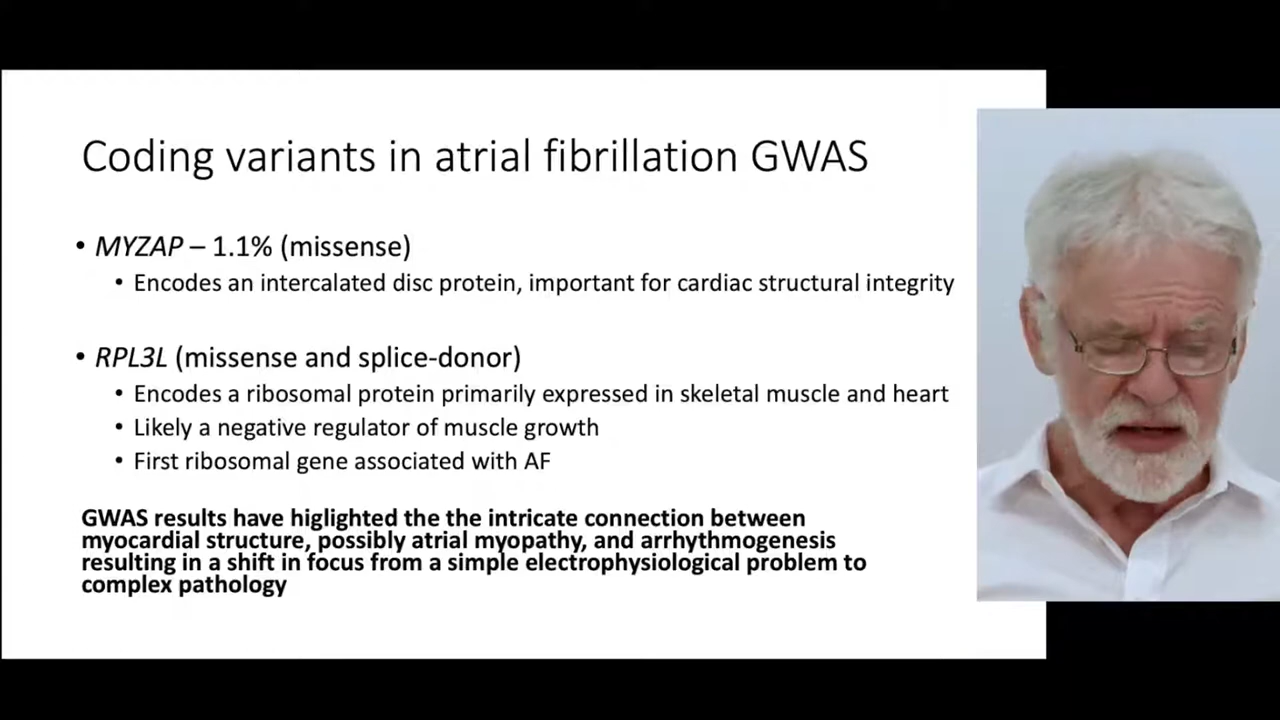 Coding variants in atrial fibrillation GWAS
• MYZAP – 1.1% (missense)
• Encodes an intercalated disc protein, important for cardiac structural integrity
• RPL3L (missense and splice-donor)
• Encodes a ribosomal protein primarily expressed in skeletal muscle and heart
• Likely a negative regulator of muscle growth
• First ribosomal gene associated with AF
GWAS results have higlighted the the intricate connection between
myocardial structure, possibly atrial myopathy, and arrhythmogenesis
resulting in a shift in focus from a simple electrophysiological problem to
complex pathology